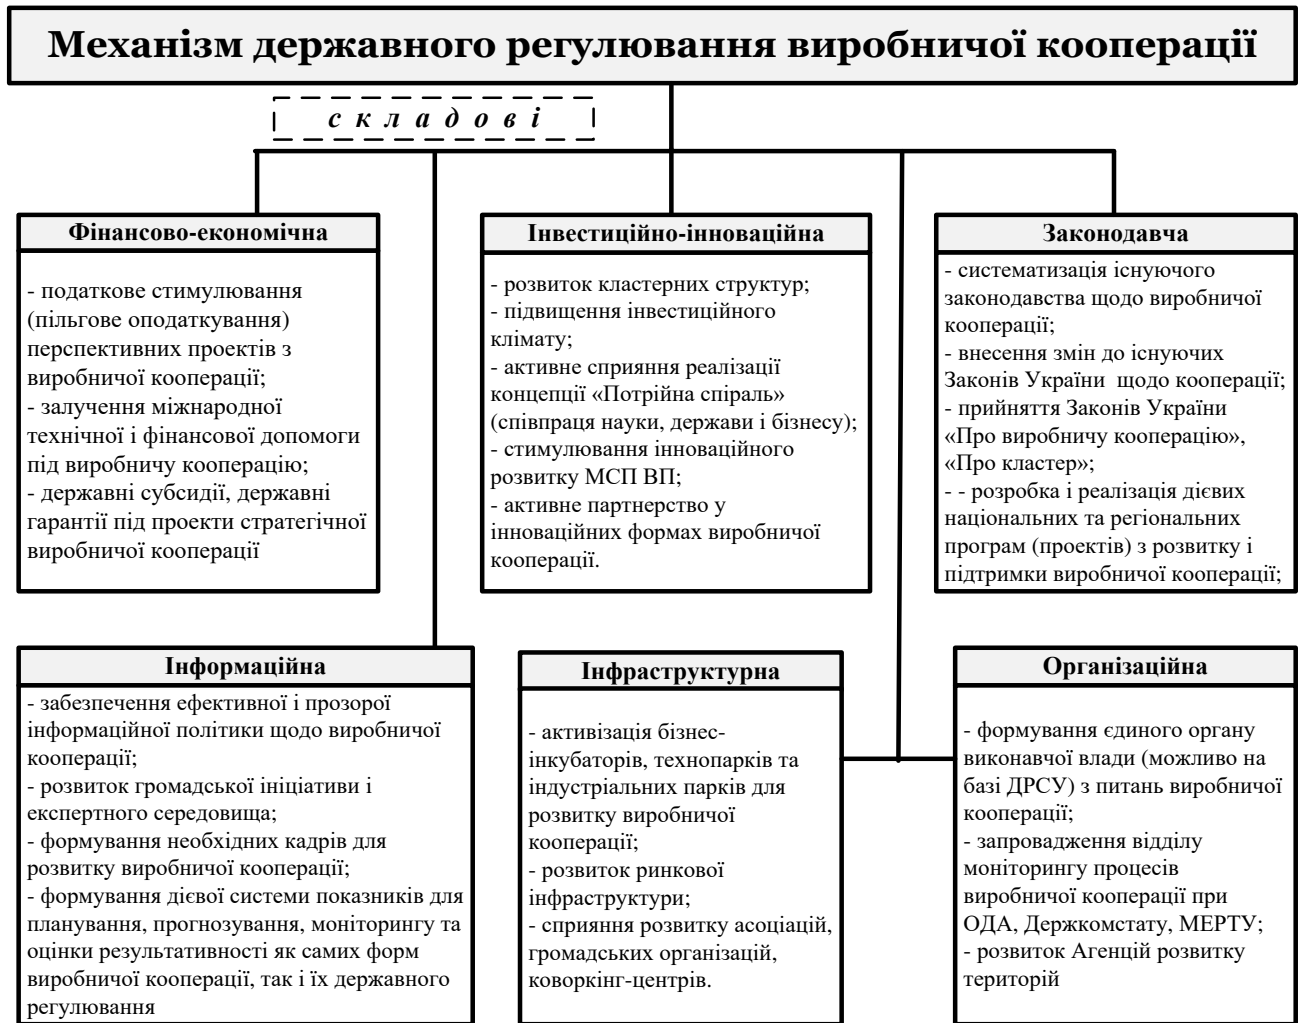 Механізм державного регулювання виробничої кооперації
складові
Фінансово-економічна
- податкове стимулювання
(пільгове оподаткування)
перспективних проектів з
виробничої кооперації;
- залучення міжнародної
технічної і фінансової допомоги
під виробничу кооперацію;
- державні субсидії, державні
гарантії під проекти стратегічної
виробничої кооперації
Інвестиційно-інноваційна
- розвиток кластерних структур;
- підвищення інвестиційного
клімату;
- активне сприяння реалізації
концепції «Потрійна спіраль»
(співпраця науки, держави і бізнесу);
- стимулювання інноваційного
розвитку МСП ВП;
- активне партнерство у
інноваційних формах виробничої
кооперації.
Законодавча
- систематизація існуючого
законодавства щодо виробничої
кооперації;
- внесення змін до існуючих
Законів України щодо кооперації;
- прийняття Законів України
«Про виробничу кооперацію»,
«Про кластер»;
- - розробка і реалізація дієвих
національних та регіональних
програм (проектів) з розвитку і
підтримки виробничої кооперації;
Інформаційна
- забезпечення ефективної і прозорої
інформаційної політики щодо виробничої
кооперації;
- розвиток громадської ініціативи і
експертного середовища;
- формування необхідних кадрів для
розвитку виробничої кооперації;
- формування дієвої системи показників для
планування, прогнозування, моніторингу та
оцінки результативності як самих форм
виробничої кооперації, так і їх державного
регулювання
Інфраструктурна
- активізація бізнес-
інкубаторів, технопарків та
індустріальних парків для
розвитку виробничої
кооперації;
- розвиток ринкової
інфраструктури;
- сприяння розвитку асоціацій,
громадських організацій,
коворкінг-центрів.
Організаційна
- формування єдиного органу
виконавчої влади (можливо на
базі ДРСУ) з питань виробничої
кооперації;
- запровадження відділу
моніторингу процесів
виробничої кооперації при
ОДА, Держкомстату, МЕРТУ;
- розвиток Агенцій розвитку
територій